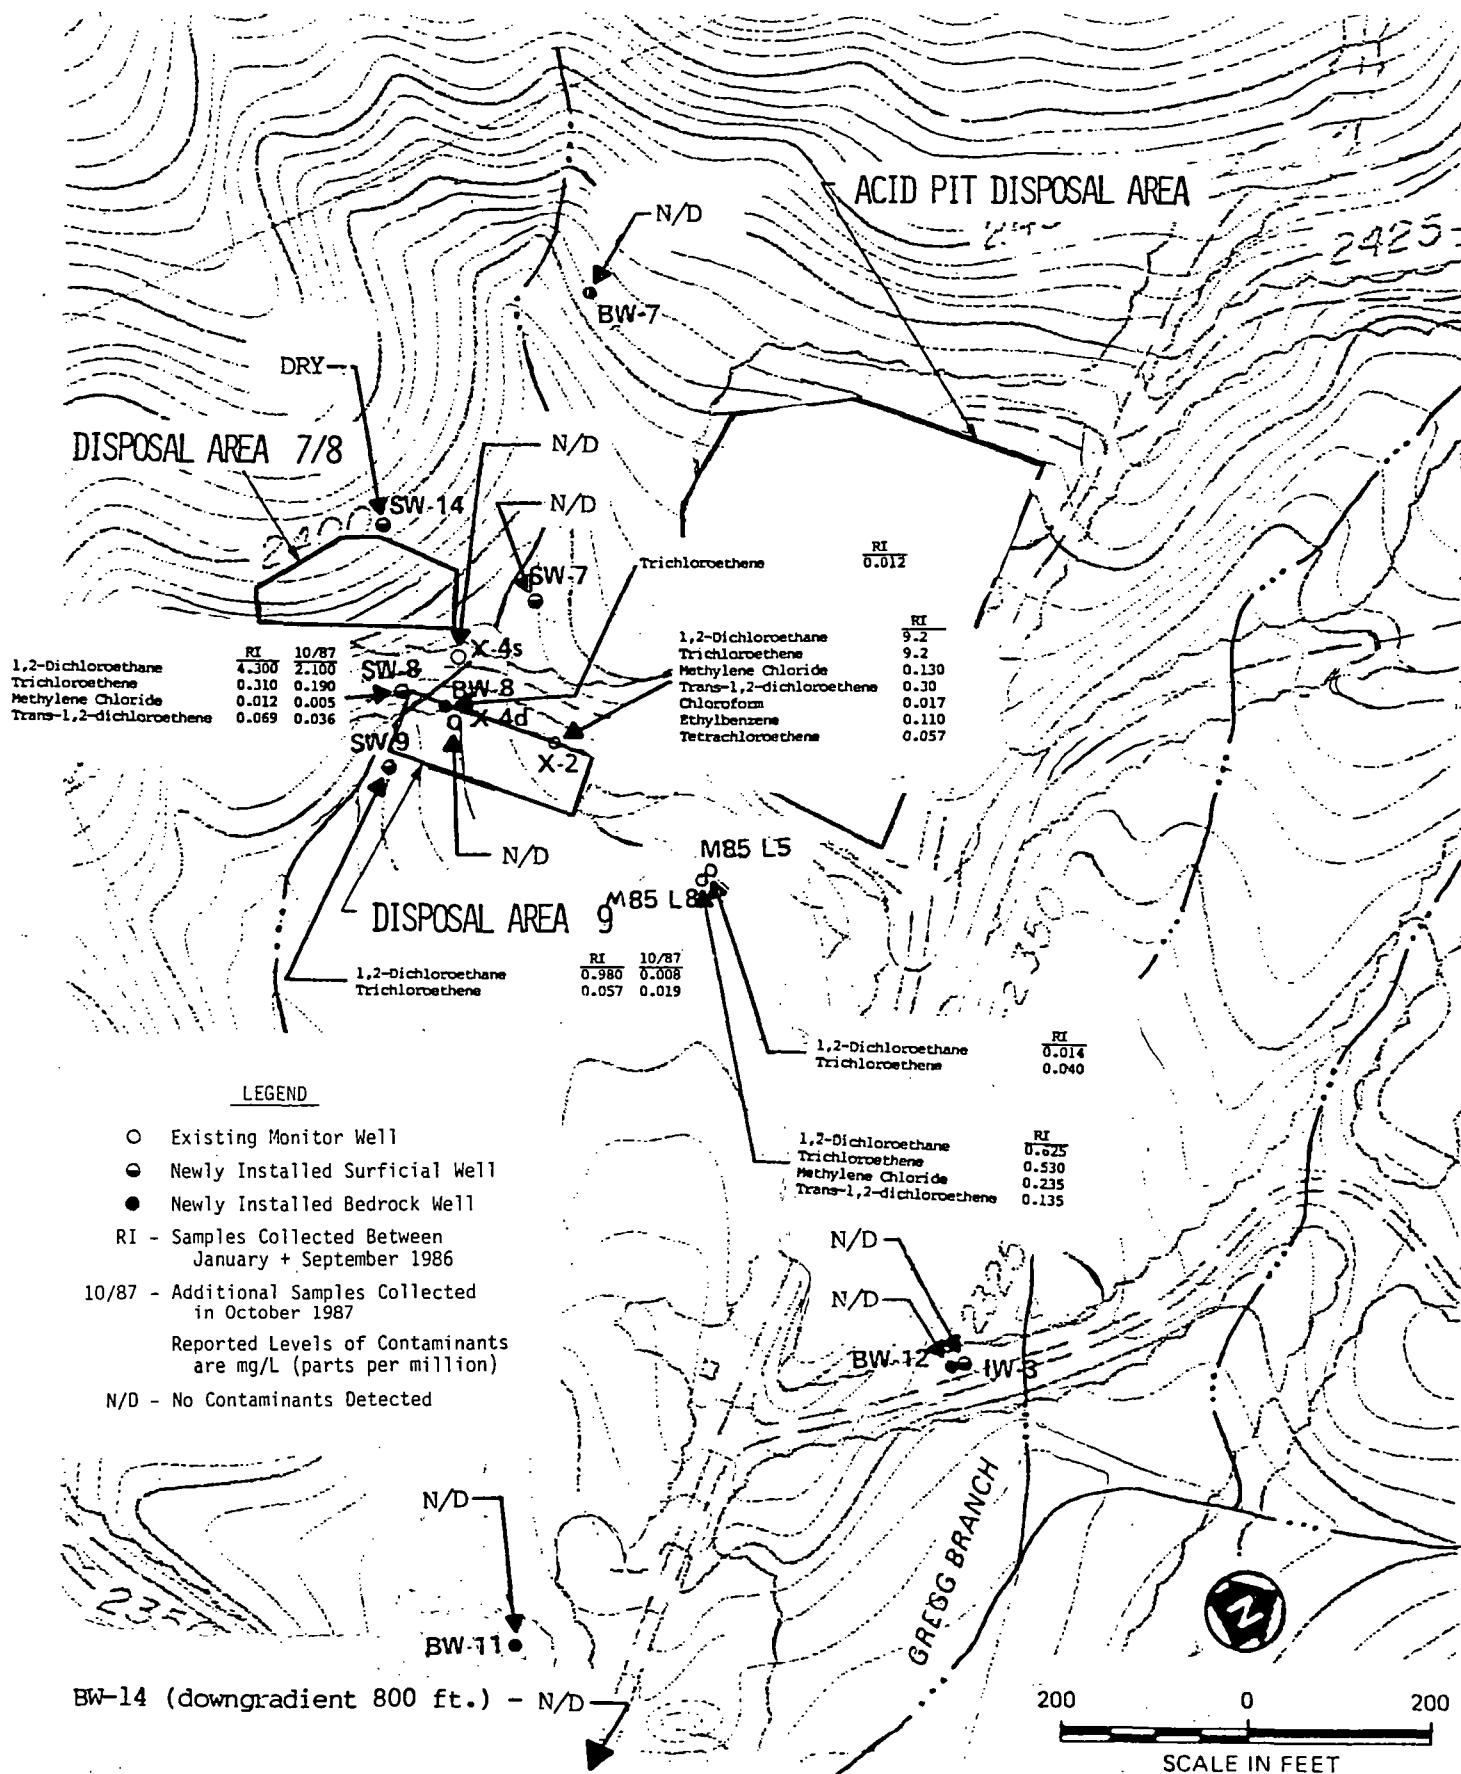 ACID PIT DISPOSAL AREA
2425
N/D
BW-7
DRY
N/D
DISPOSAL AREA 7/8
SW-14
N/D
2400
SW-7
RI
Trichloroethene 0.012
X-4s
RI
1,2-Dichloroethane 9.2
Trichloroethene 9.2
Methylene Chloride 0.130
Trans-1,2-dichloroethene 0.30
Chloroform 0.017
Ethylbenzene 0.110
Tetrachloroethene 0.057
RI 10/87
1,2-Dichloroethane 4.300 2.100
Trichloroethene 0.310 0.190
Methylene Chloride 0.012 0.005
Trans-1,2-dichloroethene 0.069 0.036
SW-8
BW-8
X-4d
SW-9
X-2
N/D
M85 L5
M85 L8
DISPOSAL AREA 9
2350
RI 10/87
1,2-Dichloroethane 0.980 0.008
Trichloroethene 0.057 0.019
RI
1,2-Dichloroethane 0.014
Trichloroethene 0.040
RI
1,2-Dichloroethane 0.625
Trichloroethene 0.530
Methylene Chloride 0.235
Trans-1,2-dichloroethene 0.135
LEGEND
Existing Monitor Well
Newly Installed Surficial Well
Newly Installed Bedrock Well
RI - Samples Collected Between
January + September 1986
10/87 - Additional Samples Collected
in October 1987
Reported Levels of Contaminants
are mg/L (parts per million)
N/D - No Contaminants Detected
N/D
2325
N/D
BW-12
IW-3
N/D
GREGG BRANCH
235
BW-11
N
BW-14 (downgradient 800 ft.) - N/D
200 0 200
SCALE IN FEET